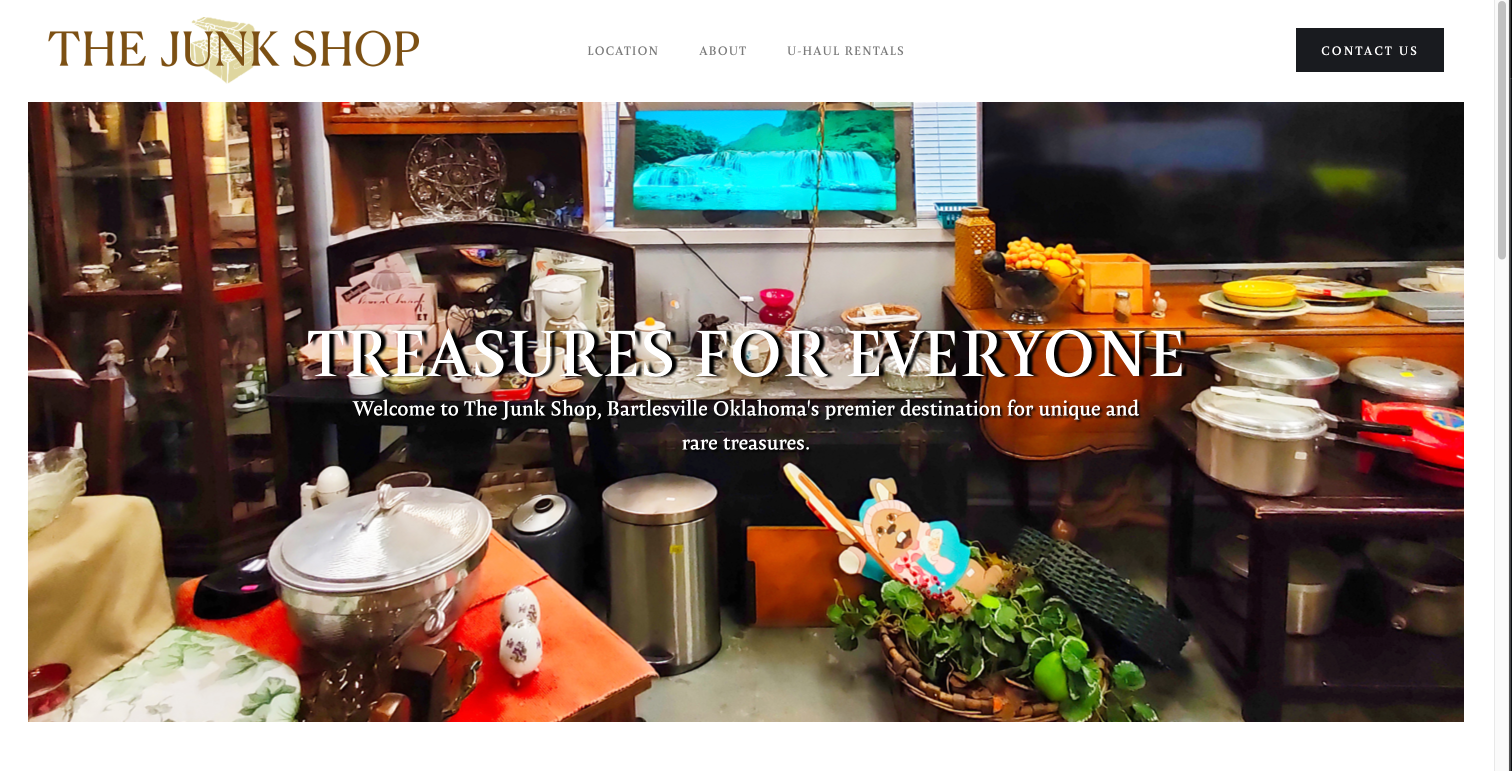 THE JUNK SHOP
LOCATION
ABOUT
U-HAUL RENTALS
CONTACT US
TREASURES FOR EVERYONE
Welcome to The Junk Shop, Bartlesville Oklahoma's premier destination for unique and
rare treasures.